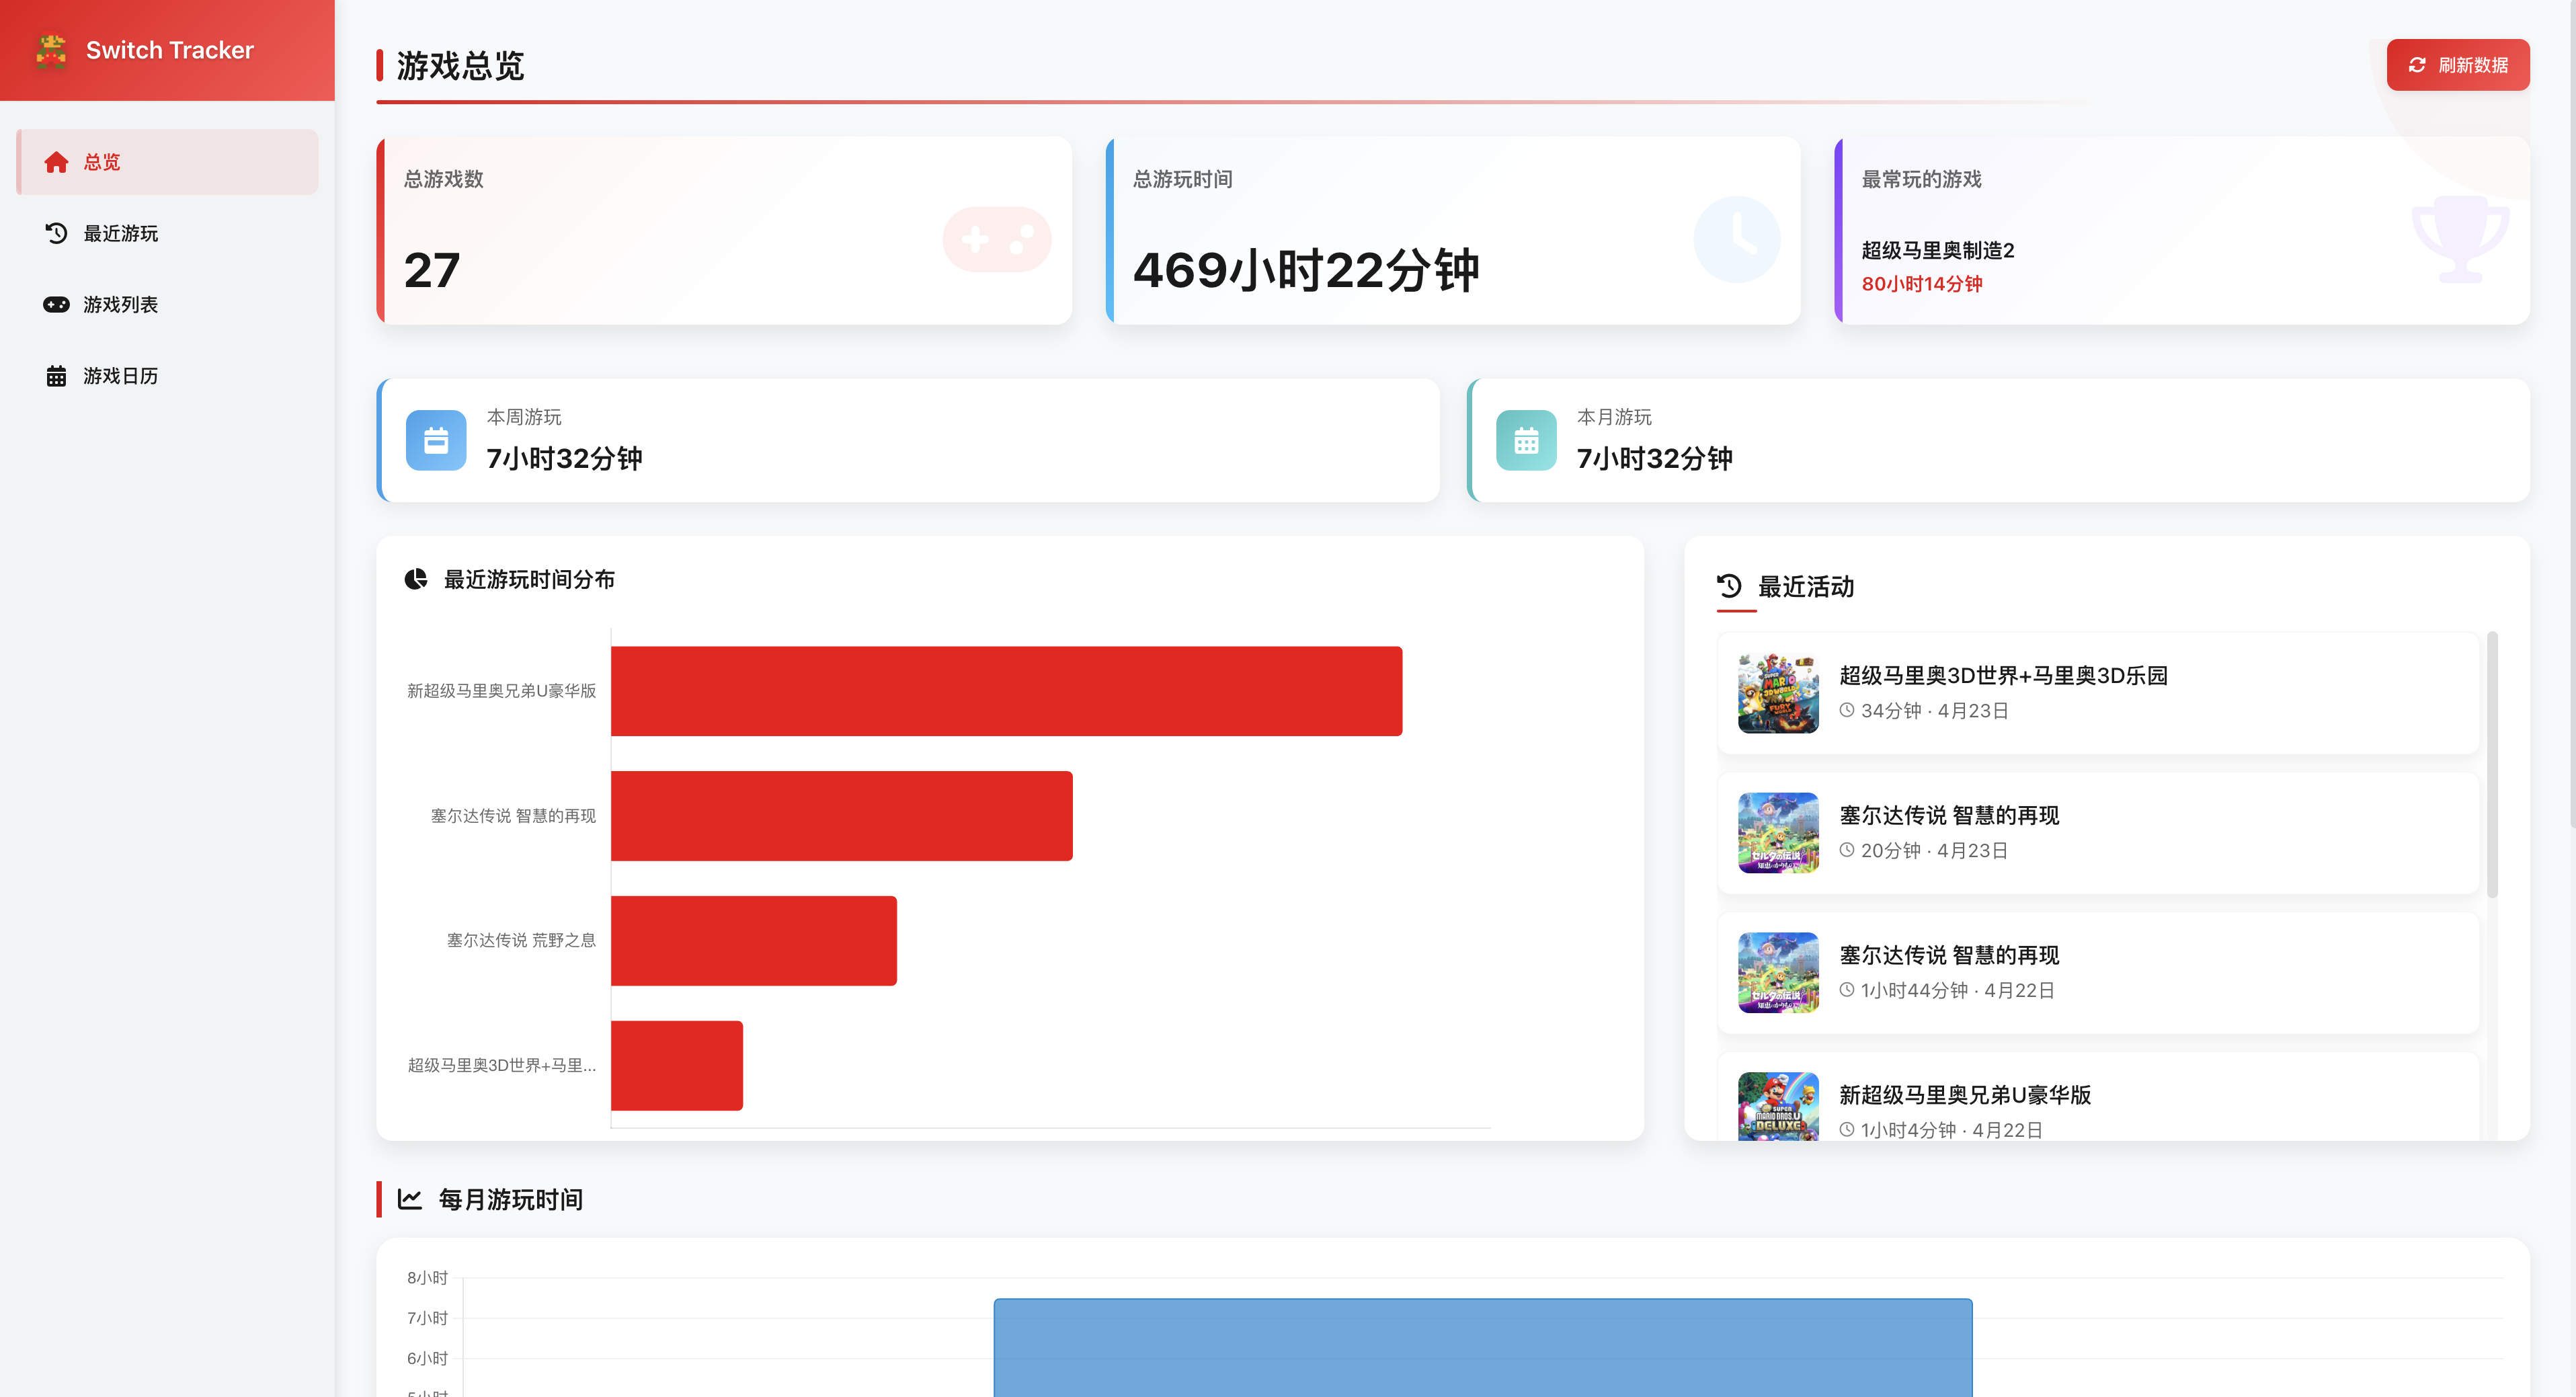 Switch Tracker
总览
最近游玩
游戏列表
游戏日历
游戏总览
刷新数据
总游戏数
27
总游玩时间
469小时22分钟
最常玩的游戏
超级马里奥制造2
80小时14分钟
本周游玩
7小时32分钟
本月游玩
7小时32分钟
最近游玩时间分布
新超级马里奥兄弟U豪华版
塞尔达传说 智慧的再现
塞尔达传说 荒野之息
超级马里奥3D世界+马里...
最近活动
超级马里奥3D世界+马里奥3D乐园
34分钟 · 4月23日
塞尔达传说 智慧的再现
20分钟 · 4月23日
塞尔达传说 智慧的再现
1小时44分钟 · 4月22日
新超级马里奥兄弟U豪华版
1小时4分钟 · 4月22日
每月游玩时间
8小时
7小时
6小时